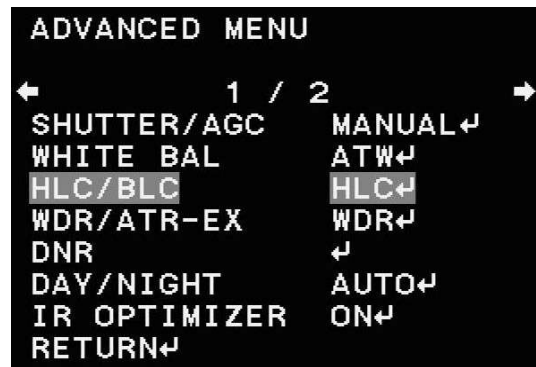 ADVANCED MENU
← 1 / 2 →
SHUTTER/AGC MANUAL↵
WHITE BAL ATW↵
HLC/BLC HLC↵
WDR/ATR-EX WDR↵
DNR ↵
DAY/NIGHT AUTO↵
IR OPTIMIZER ON↵
RETURN↵